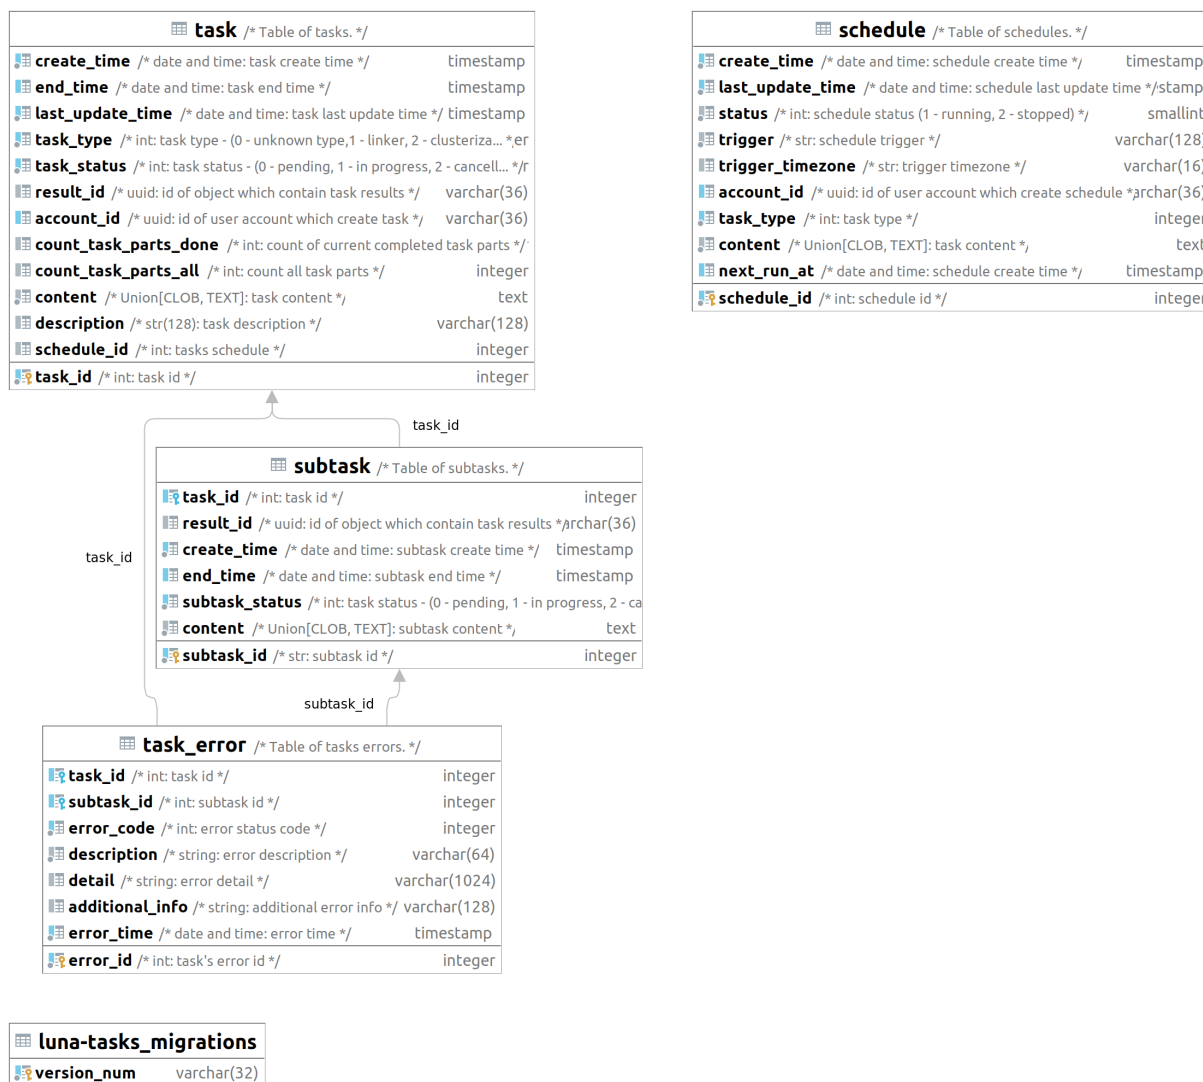 task /* Table of tasks. */
create_time /* date and time: task create time */ timestamp
end_time /* date and time: task end time */ timestamp
last_update_time /* date and time: task last update time */ timestamp
task_type /* int: task type - (0 - unknown type,1 - linker, 2 - clusteriza... */er
task_status /* int: task status - (0 - pending, 1 - in progress, 2 - cancell... */r
result_id /* uuid: id of object which contain task results */ varchar(36)
account_id /* uuid: id of user account which create task */ varchar(36)
count_task_parts_done /* int: count of current completed task parts */
count_task_parts_all /* int: count all task parts */ integer
content /* Union[CLOB, TEXT]: task content */ text
description /* str(128): task description */ varchar(128)
schedule_id /* int: tasks schedule */ integer
task_id /* int: task id */ integer
schedule /* Table of schedules. */
create_time /* date and time: schedule create time */ timestamp
last_update_time /* date and time: schedule last update time */stamp
status /* int: schedule status (1 - running, 2 - stopped) */ smallint
trigger /* str: schedule trigger */ varchar(128)
trigger_timezone /* str: trigger timezone */ varchar(16)
account_id /* uuid: id of user account which create schedule */archar(36)
task_type /* int: task type */ integer
content /* Union[CLOB, TEXT]: task content */ text
next_run_at /* date and time: schedule create time */ timestamp
schedule_id /* int: schedule id */ integer
task_id
subtask /* Table of subtasks. */
task_id /* int: task id */ integer
result_id /* uuid: id of object which contain task results */archar(36)
create_time /* date and time: subtask create time */ timestamp
end_time /* date and time: subtask end time */ timestamp
subtask_status /* int: task status - (0 - pending, 1 - in progress, 2 - ca
content /* Union[CLOB, TEXT]: subtask content */ text
subtask_id /* str: subtask id */ integer
task_id
subtask_id
task_error /* Table of tasks errors. */
task_id /* int: task id */ integer
subtask_id /* int: subtask id */ integer
error_code /* int: error status code */ integer
description /* string: error description */ varchar(64)
detail /* string: error detail */ varchar(1024)
additional_info /* string: additional error info */ varchar(128)
error_time /* date and time: error time */ timestamp
error_id /* int: task's error id */ integer
luna-tasks_migrations
version_num varchar(32)